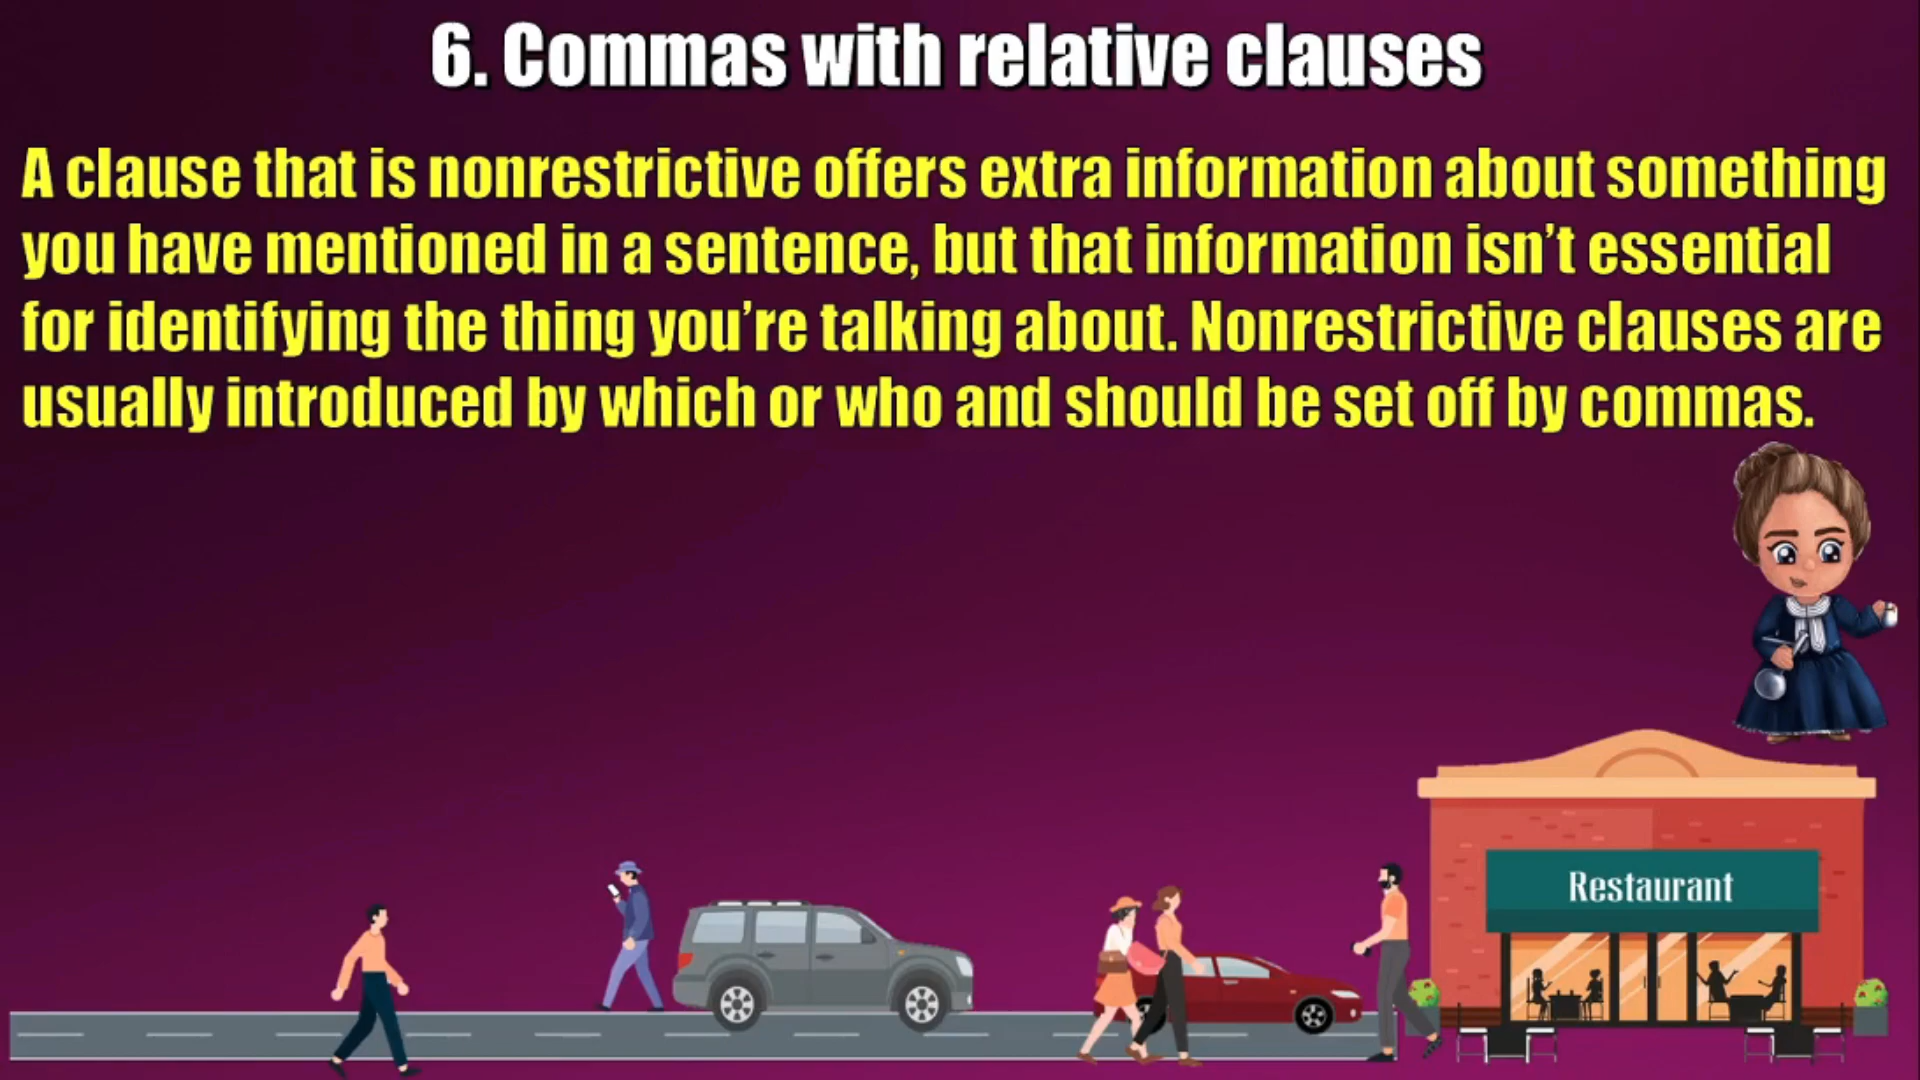 6. Commas with relative clauses
A clause that is nonrestrictive offers extra information about something
you have mentioned in a sentence, but that information isn’t essential
for identifying the thing you’re talking about. Nonrestrictive clauses are
usually introduced by which or who and should be set off by commas.
Restaurant